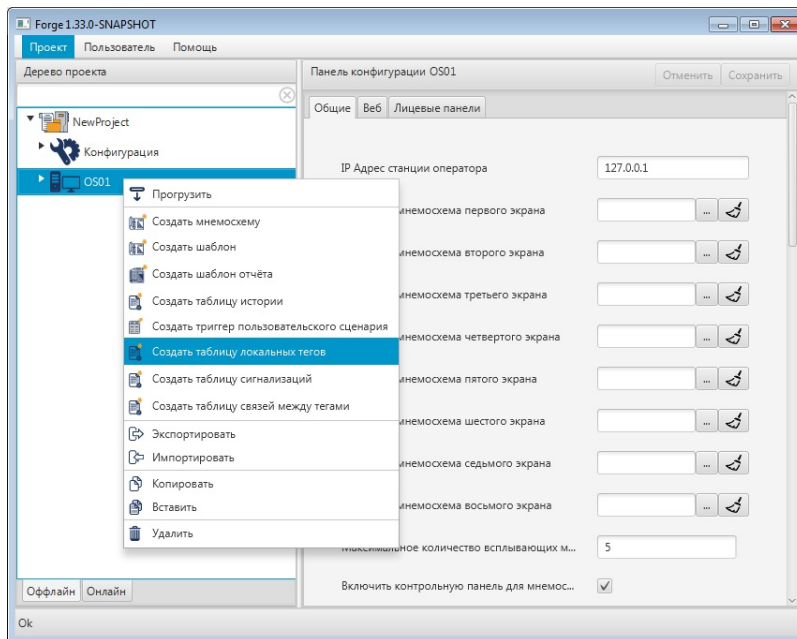 Forge 1.33.0-SNAPSHOT
Проект Пользователь Помощь
Дерево проекта
NewProject
Конфигурация
OS01
Прогрузить
Создать мнемосхему
Создать шаблон
Создать шаблон отчёта
Создать таблицу истории
Создать триггер пользовательского сценария
Создать таблицу локальных тегов
Создать таблицу сигнализаций
Создать таблицу связей между тегами
Экспортировать
Импортировать
Копировать
Вставить
Удалить
Оффлайн Онлайн
Панель конфигурации OS01
Отменить Сохранить
Общие Веб Лицевые панели
IP Адрес станции оператора 127.0.0.1
мнемосхема первого экрана ...
мнемосхема второго экрана ...
мнемосхема третьего экрана ...
мнемосхема четвертого экрана ...
мнемосхема пятого экрана ...
мнемосхема шестого экрана ...
мнемосхема седьмого экрана ...
мнемосхема восьмого экрана ...
Максимальное количество всплывающих м... 5
Включить контрольную панель для мнемос...
Ok